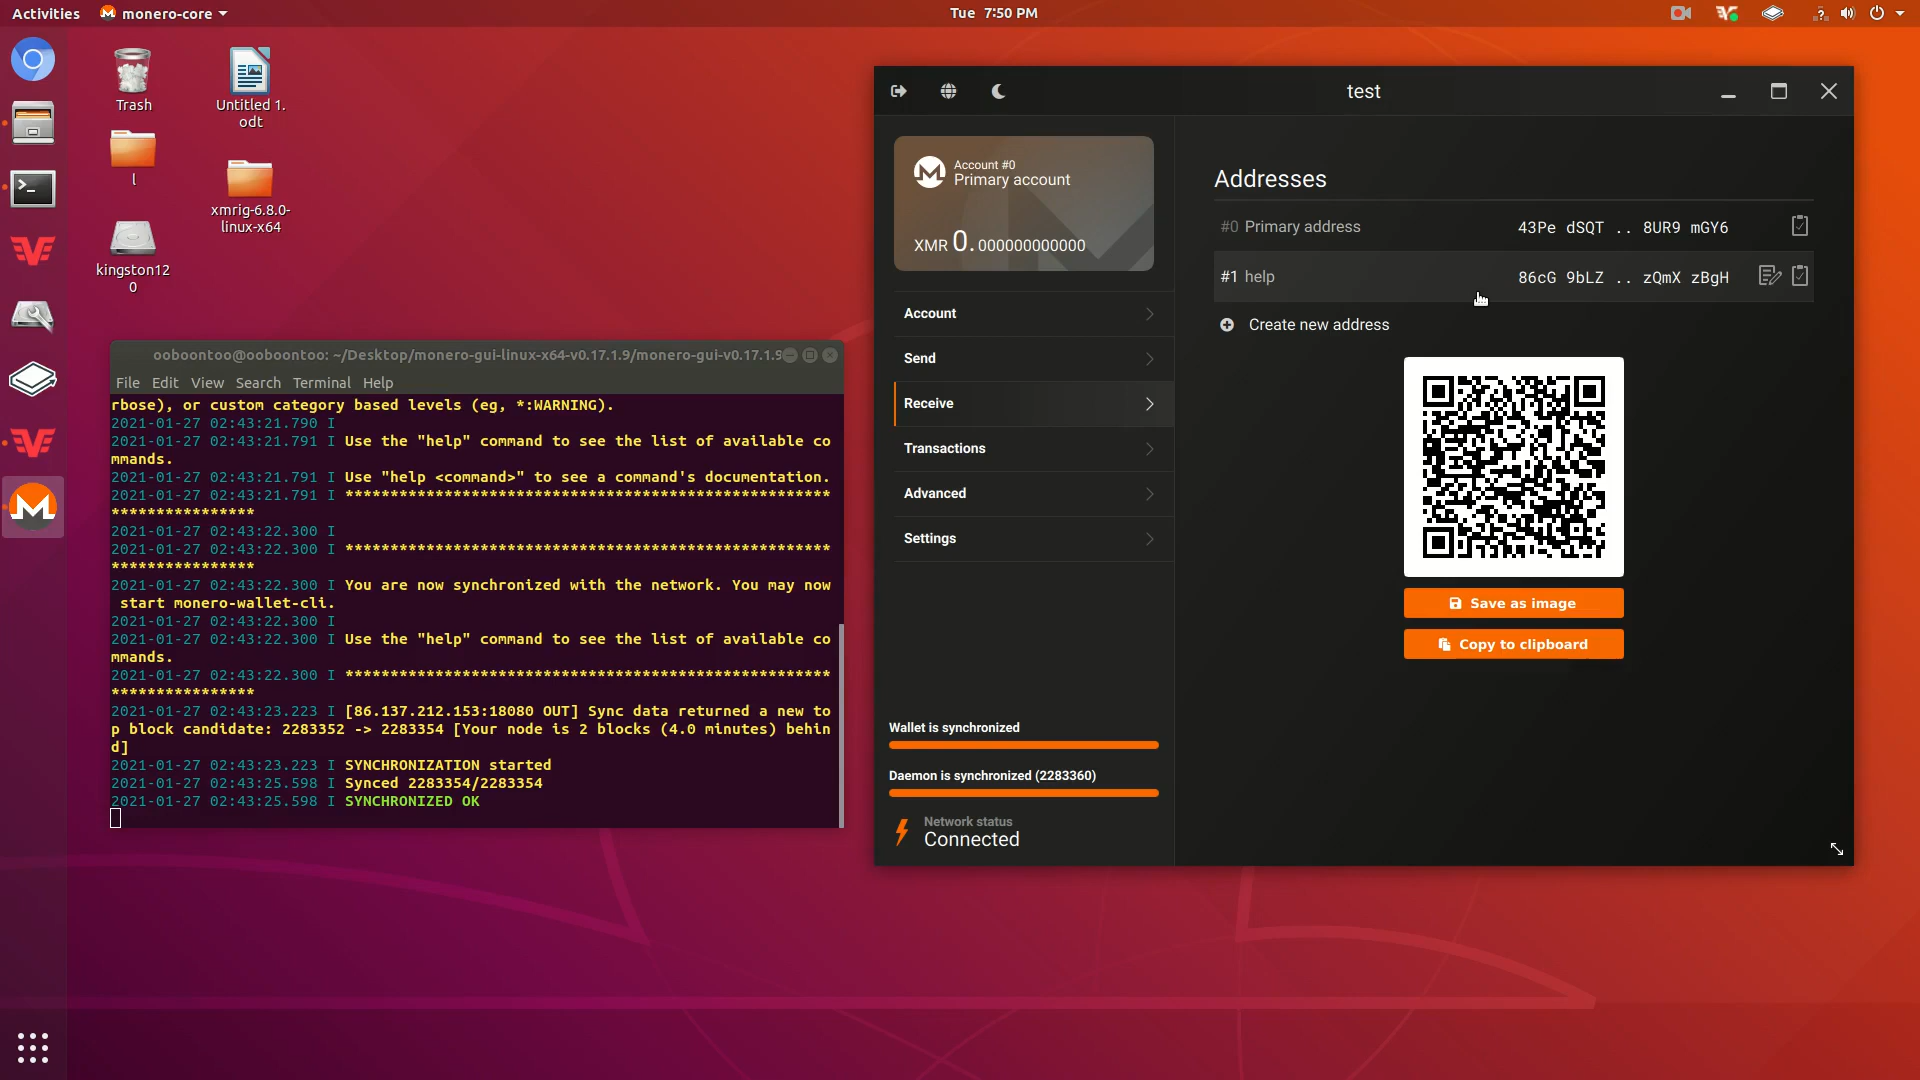 Activities
monero-core
Tue 7:50 PM
Trash
Untitled 1.
odt
l
xmrig-6.8.0-
linux-x64
kingston12
0
ooboontoo@ooboontoo: ~/Desktop/monero-gui-linux-x64-v0.17.1.9/monero-gui-v0.17.1.9
File Edit View Search Terminal Help
rbose), or custom category based levels (eg, *:WARNING).
2021-01-27 02:43:21.790 I
2021-01-27 02:43:21.791 I Use the "help" command to see the list of available co
mmands.
2021-01-27 02:43:21.791 I Use "help <command>" to see a command's documentation.
2021-01-27 02:43:21.791 I ******************************************************
****************
2021-01-27 02:43:22.300 I
2021-01-27 02:43:22.300 I ******************************************************
****************
2021-01-27 02:43:22.300 I You are now synchronized with the network. You may now
start monero-wallet-cli.
2021-01-27 02:43:22.300 I
2021-01-27 02:43:22.300 I Use the "help" command to see the list of available co
mmands.
2021-01-27 02:43:22.300 I ******************************************************
****************
2021-01-27 02:43:23.223 I [86.137.212.153:18080 OUT] Sync data returned a new to
p block candidate: 2283352 -> 2283354 [Your node is 2 blocks (4.0 minutes) behin
d]
2021-01-27 02:43:23.223 I SYNCHRONIZATION started
2021-01-27 02:43:25.598 I Synced 2283354/2283354
2021-01-27 02:43:25.598 I SYNCHRONIZED OK
test
Account #0
Primary account
XMR 0.000000000000
Account
Send
Receive
Transactions
Advanced
Settings
Wallet is synchronized
Daemon is synchronized (2283360)
Network status
Connected
Addresses
#0 Primary address 43Pe dSQT .. 8UR9 mGY6
#1 help 86cG 9bLZ .. zQmX zBgH
Create new address
Save as image
Copy to clipboard